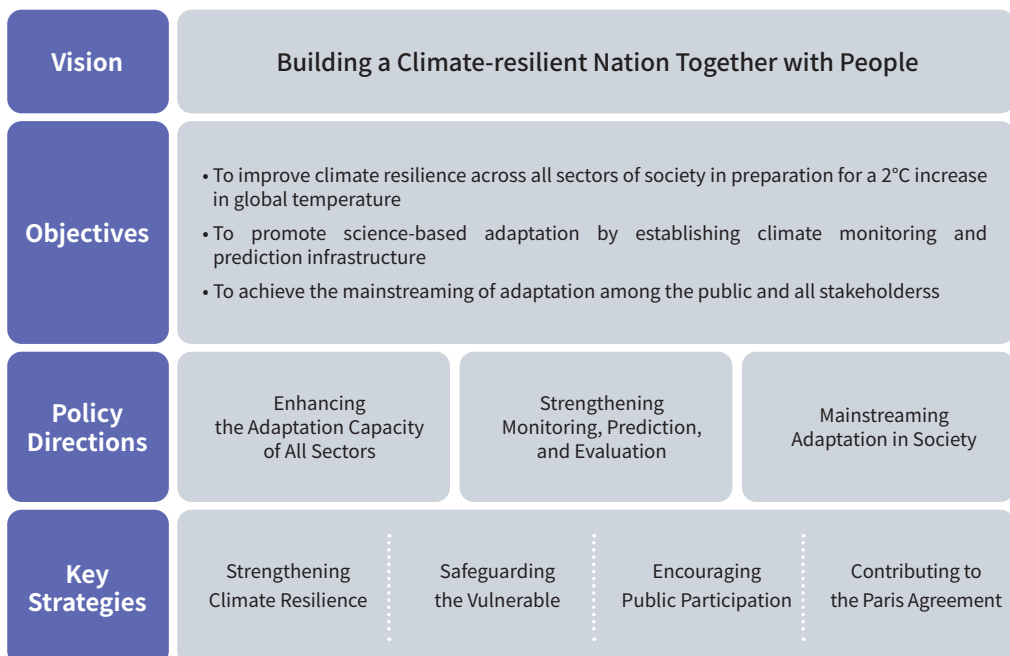 Vision
Building a Climate-resilient Nation Together with People
Objectives
• To improve climate resilience across all sectors of society in preparation for a 2°C increase
in global temperature
• To promote science-based adaptation by establishing climate monitoring and
prediction infrastructure
• To achieve the mainstreaming of adaptation among the public and all stakeholderss
Policy
Directions
Enhancing
the Adaptation Capacity
of All Sectors
Strengthening
Monitoring, Prediction,
and Evaluation
Mainstreaming
Adaptation in Society
Key
Strategies
Strengthening
Climate Resilience
Safeguarding
the Vulnerable
Encouraging
Public Participation
Contributing to
the Paris Agreement